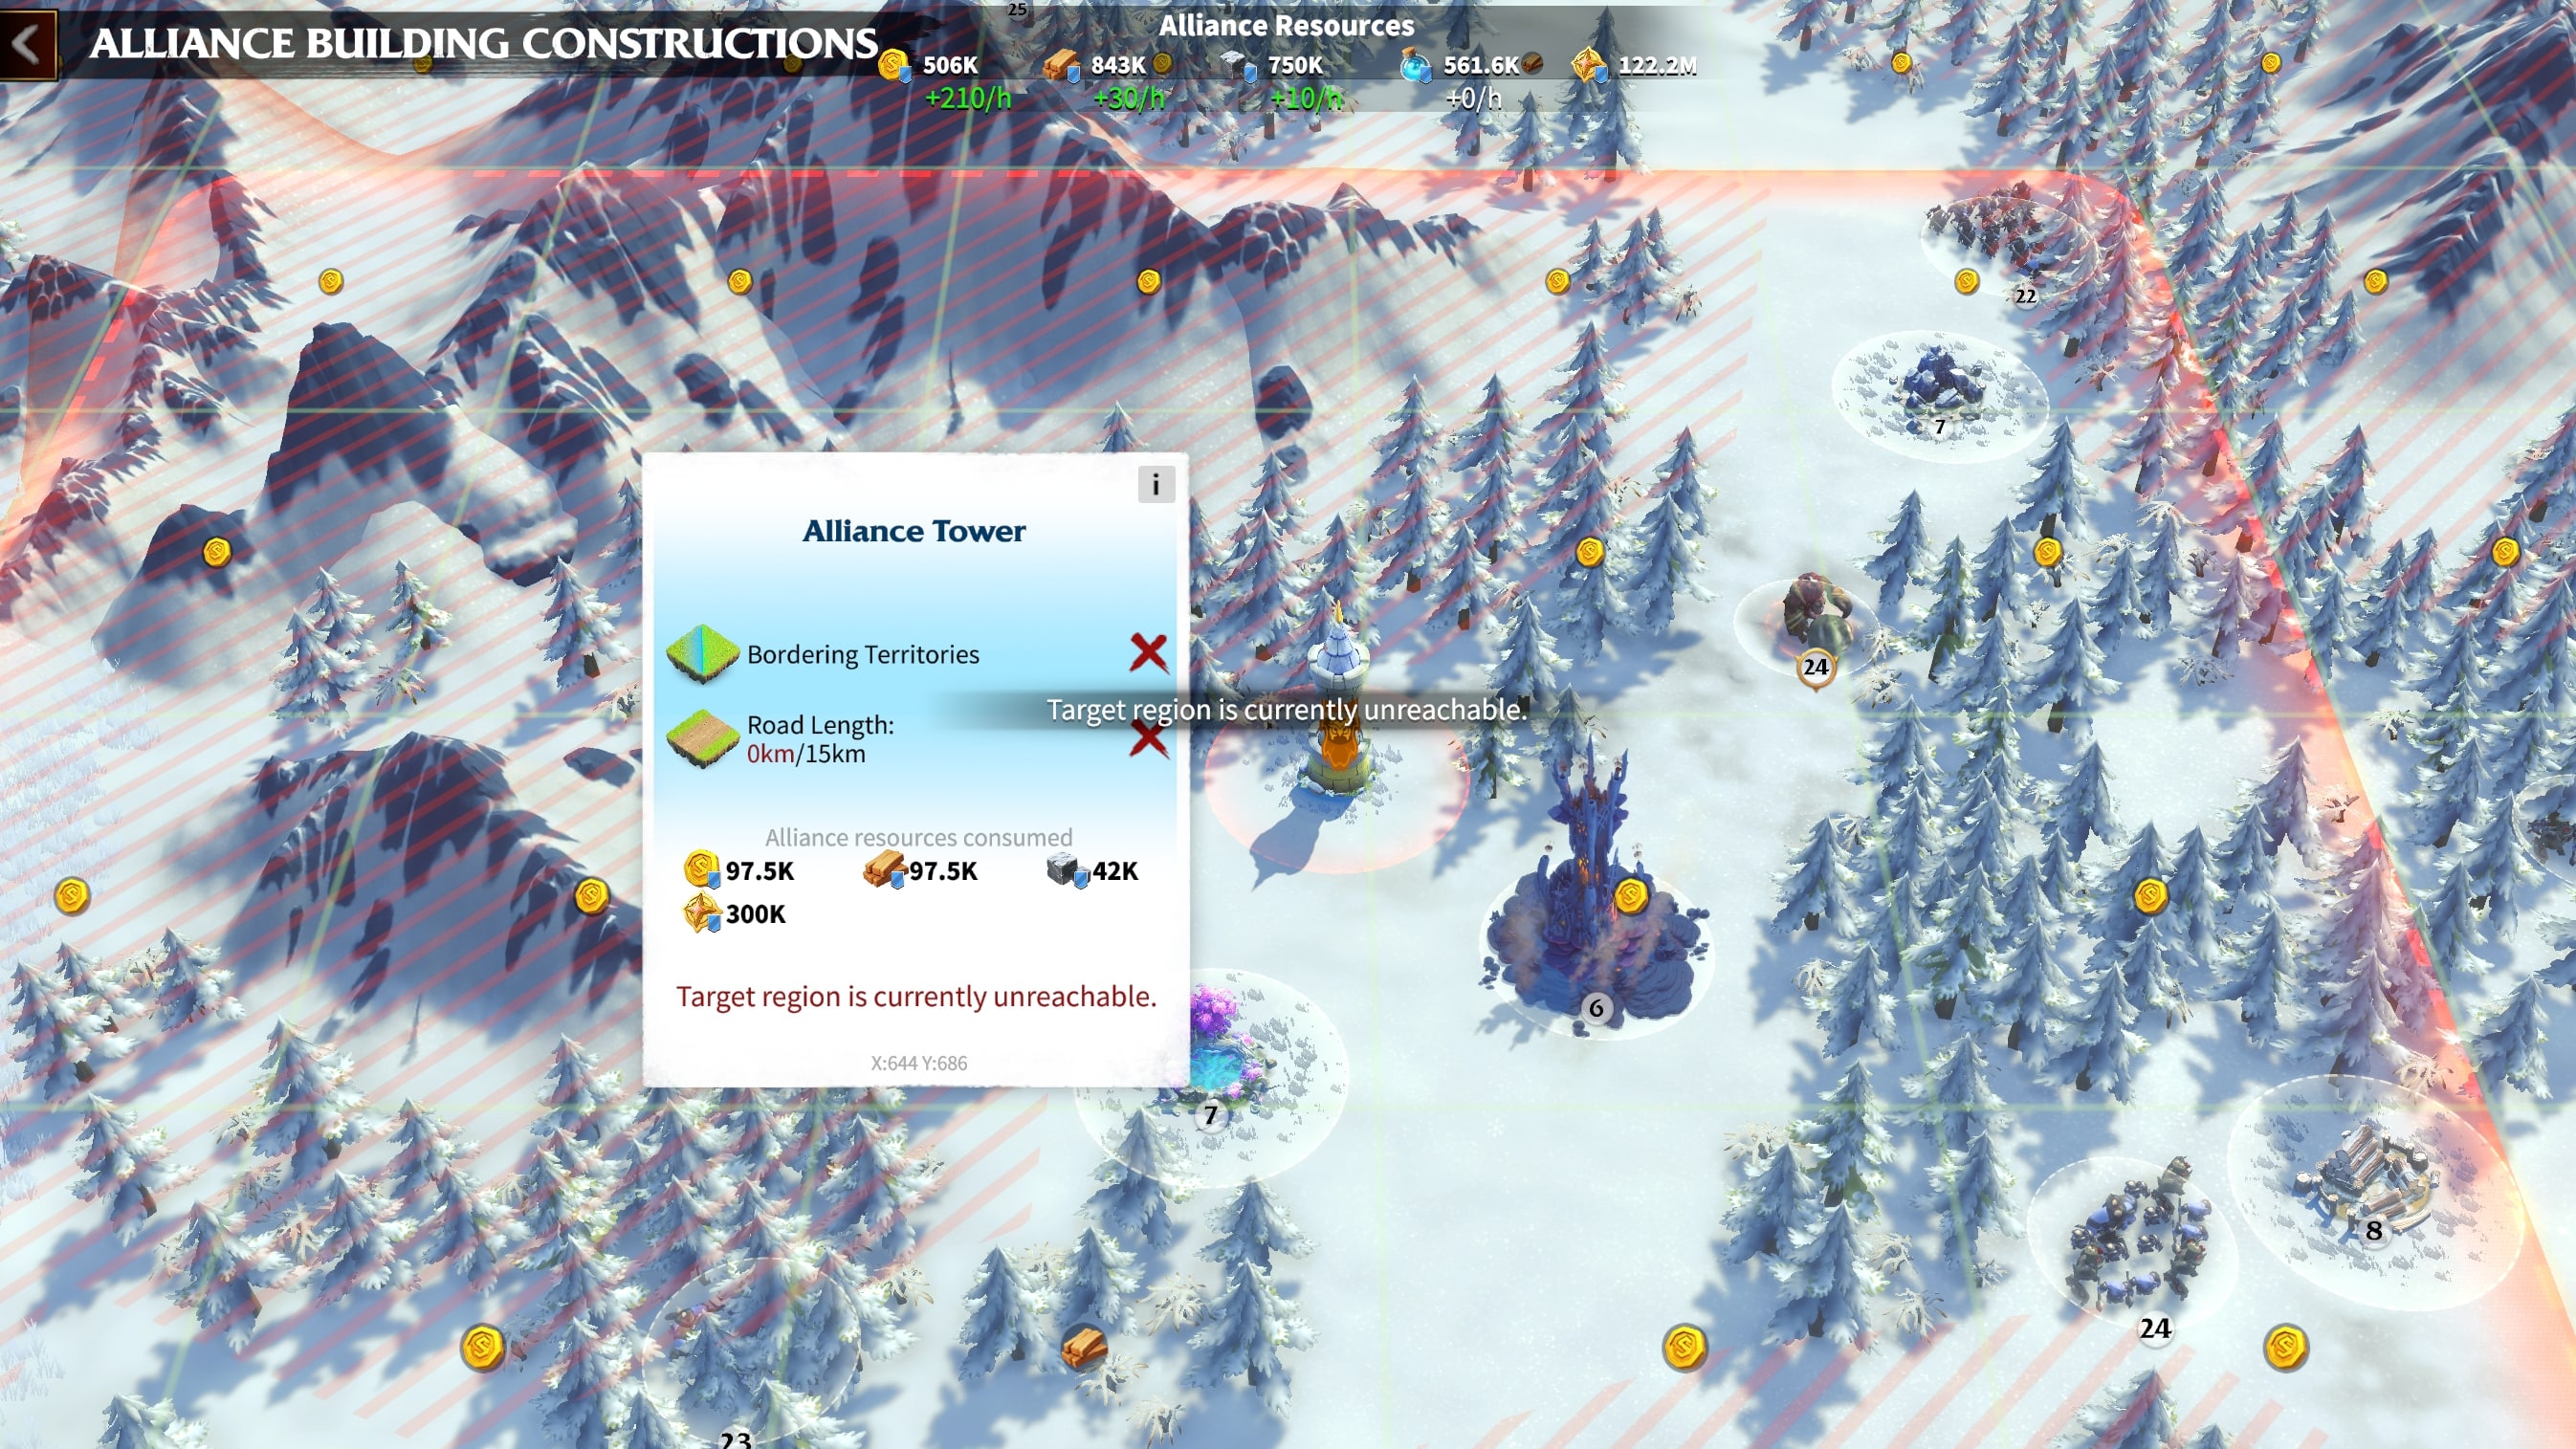 25
Alliance Resources
ALLIANCE BUILDING CONSTRUCTIONS
506K
843K
750K
561.6K
122.2M
+210/h
+30/h
+10/h
+0/h
22
7
i
Alliance Tower
Bordering Territories
24
Target region is currently unreachable.
Road Length:
0km/15km
Alliance resources consumed
97.5K
97.5K
42K
300K
Target region is currently unreachable.
6
X:644 Y:686
7
8
24
23